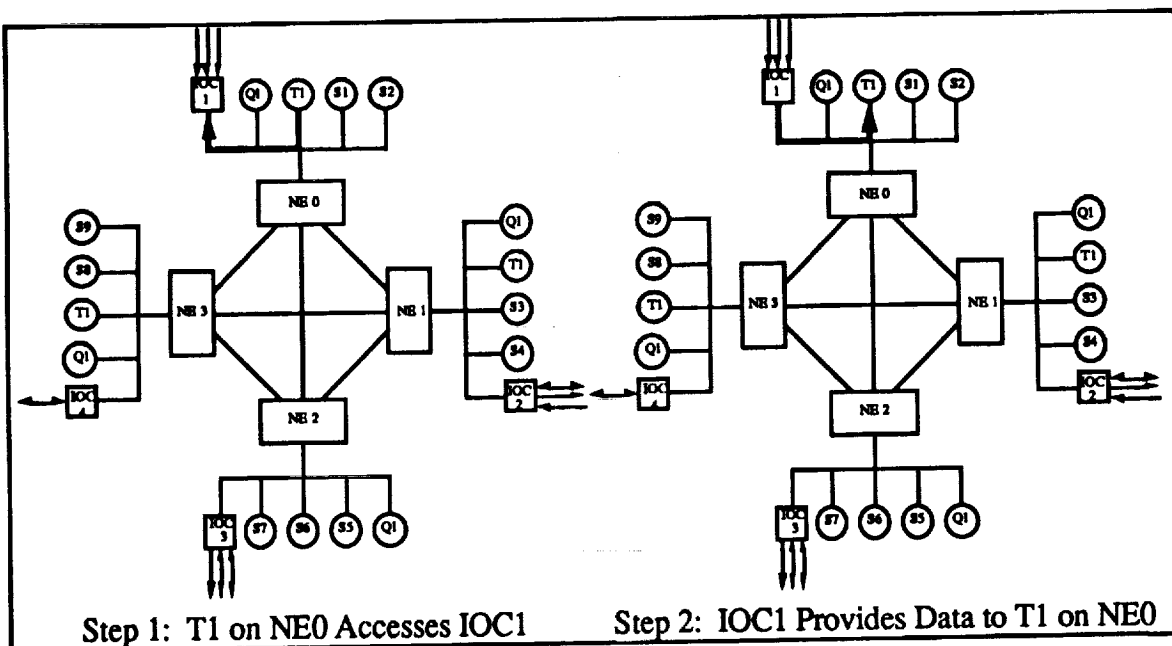 IOC
1
Q1
T1
S1
S2
NE 0
S9
S8
T1
Q1
IOC
4
NE 3
NE 1
Q1
T1
S3
S4
IOC
2
NE 2
IOC
3
S7
S6
S5
Q1
Step 1: T1 on NE0 Accesses IOC1
IOC
1
Q1
T1
S1
S2
NE 0
S9
S8
T1
Q1
IOC
4
NE 3
NE 1
Q1
T1
S3
S4
IOC
2
NE 2
IOC
3
S7
S6
S5
Q1
Step 2: IOC1 Provides Data to T1 on NE0